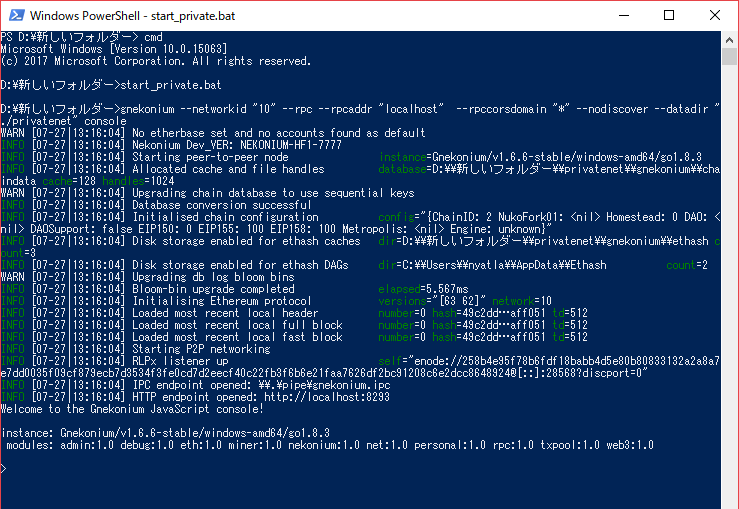 Windows PowerShell - start_private.bat
PS D:¥新しいフォルダー> cmd
Microsoft Windows [Version 10.0.15063]
(c) 2017 Microsoft Corporation. All rights reserved.
D:¥新しいフォルダー>start_private.bat
D:¥新しいフォルダー>gnekonium --networkid "10" --rpc --rpcaddr "localhost"  --rpccorsdomain "*" --nodiscover --datadir "
./privatenet" console
WARN [07-27|13:16:04] No etherbase set and no accounts found as default
INFO [07-27|13:16:04] Nekonium Dev_VER: NEKONIUM-HF1-7777
INFO [07-27|13:16:04] Starting peer-to-peer node               instance=Gnekonium/v1.6.6-stable/windows-amd64/go1.8.3
INFO [07-27|13:16:04] Allocated cache and file handles         database=D:¥¥新しいフォルダー¥¥privatenet¥¥gnekonium¥¥cha
indata cache=128 handles=1024
WARN [07-27|13:16:04] Upgrading chain database to use sequential keys
INFO [07-27|13:16:04] Database conversion successful
INFO [07-27|13:16:04] Initialised chain configuration          config="{ChainID: 2 NukoFork01: <nil> Homestead: 0 DAO: <
nil> DAOSupport: false EIP150: 0 EIP155: 100 EIP158: 100 Metropolis: <nil> Engine: unknown}"
INFO [07-27|13:16:04] Disk storage enabled for ethash caches   dir=D:¥¥新しいフォルダー¥¥privatenet¥¥gnekonium¥¥ethash c
ount=3
INFO [07-27|13:16:04] Disk storage enabled for ethash DAGs     dir=C:¥¥Users¥¥nyatla¥¥AppData¥¥Ethash          count=2
WARN [07-27|13:16:04] Upgrading db log bloom bins
INFO [07-27|13:16:04] Bloom-bin upgrade completed              elapsed=5.567ms
INFO [07-27|13:16:04] Initialising Ethereum protocol           versions="[63 62]" network=10
INFO [07-27|13:16:04] Loaded most recent local header          number=0 hash=49c2dd…aff051 td=512
INFO [07-27|13:16:04] Loaded most recent local full block      number=0 hash=49c2dd…aff051 td=512
INFO [07-27|13:16:04] Loaded most recent local fast block      number=0 hash=49c2dd…aff051 td=512
INFO [07-27|13:16:04] Starting P2P networking
INFO [07-27|13:16:04] RLPx listener up                         self="enode://258b4e95f78b6fdf18babb4d5e80b80833132a2a8a7
e7dd0035f09cf879ecb7d3534f3fe0cd7d2eecf40c22fb3f6b6e21faa7626df2bc91208c6e2dcc8648924@[::]:28568?discport=0"
INFO [07-27|13:16:04] IPC endpoint opened: ¥¥.¥pipe¥gnekonium.ipc
INFO [07-27|13:16:04] HTTP endpoint opened: http://localhost:8293
Welcome to the Gnekonium JavaScript console!
instance: Gnekonium/v1.6.6-stable/windows-amd64/go1.8.3
modules: admin:1.0 debug:1.0 eth:1.0 miner:1.0 nekonium:1.0 net:1.0 personal:1.0 rpc:1.0 txpool:1.0 web3:1.0
>